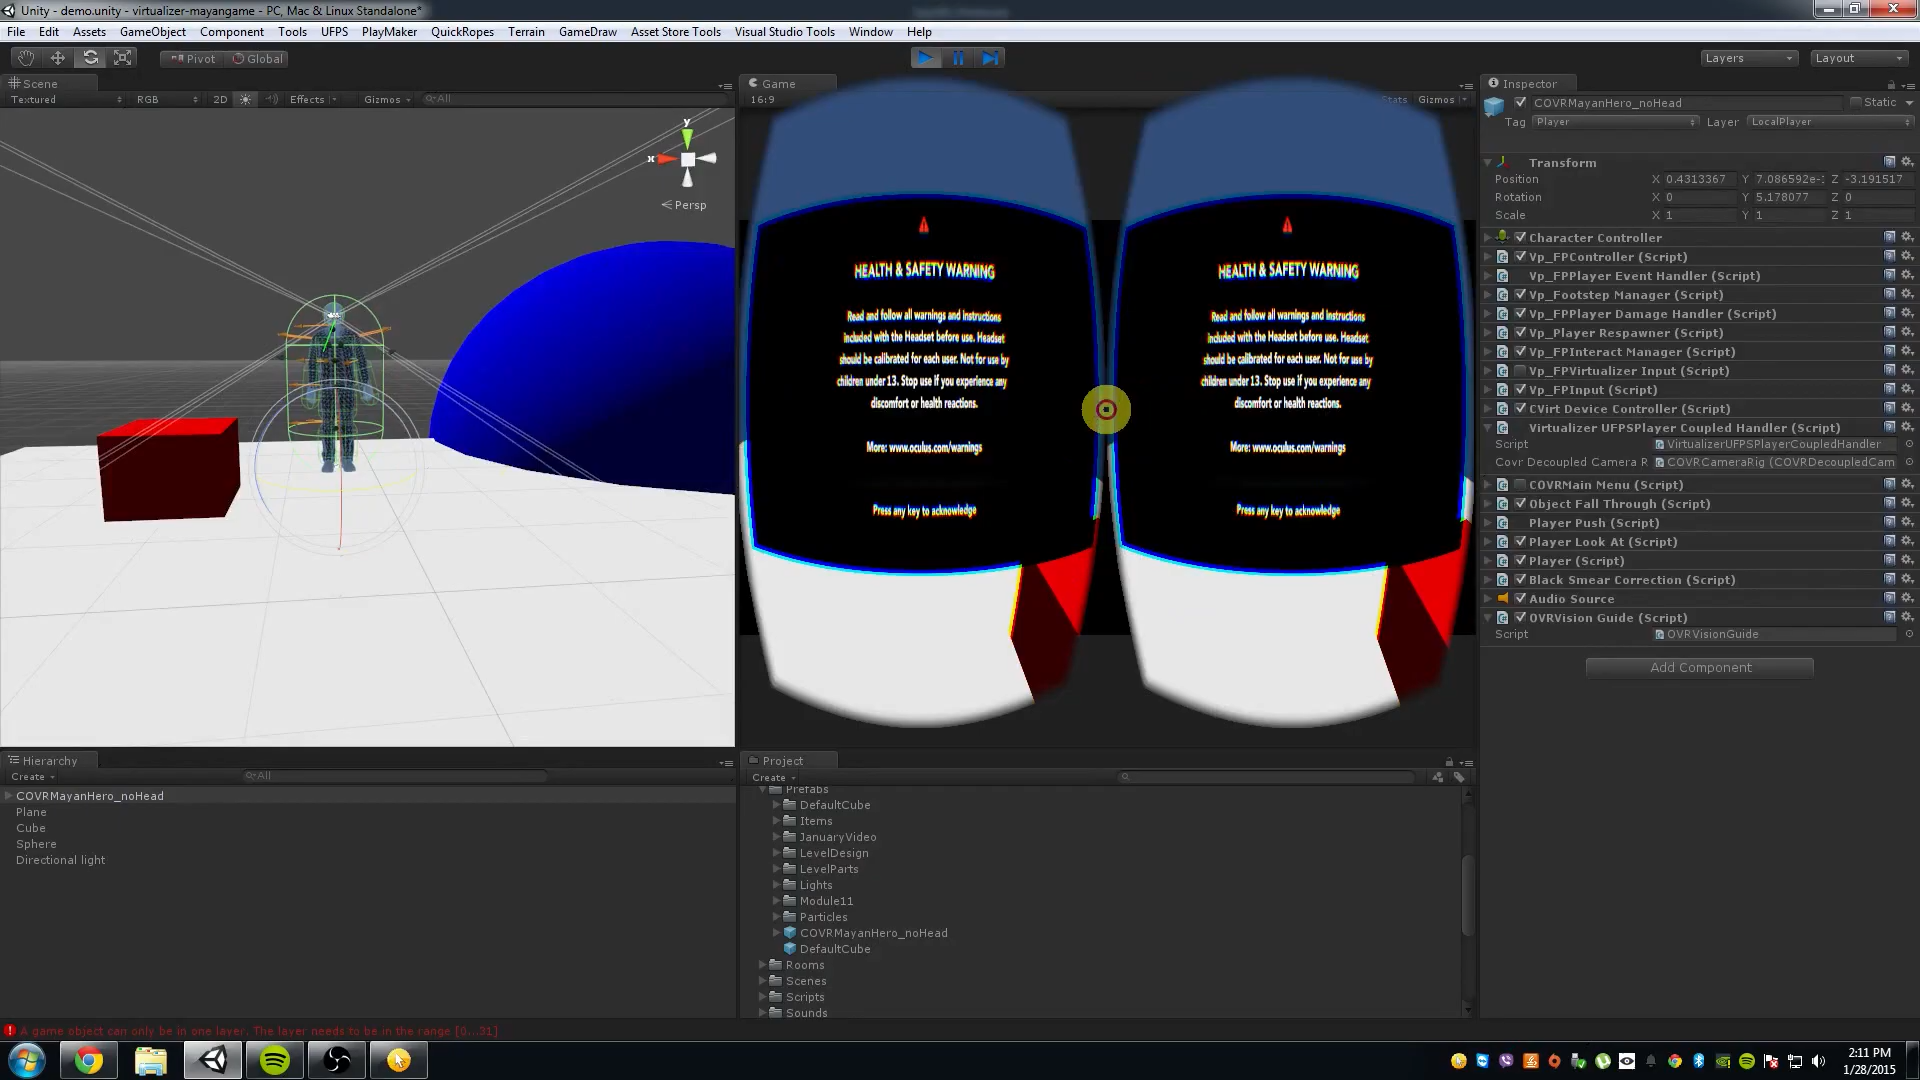 Unity - demo.unity - virtualizer-mayangame - PC, Mac & Linux Standalone*
File Edit Assets GameObject Component Tools UFPS PlayMaker QuickRopes Terrain GameDraw Asset Store Tools Visual Studio Tools Window Help
Pivot Global Layers Layout
Scene
Textured RGB 2D Effects Gizmos All
y
x
Persp
Game
16:9 Stats Gizmos
HEALTH & SAFETY WARNING
Read and follow all warnings and instructions
included with the Headset before use. Headset
should be calibrated for each user. Not for use by
children under 13. Stop use if you experience any
discomfort or health reactions.
More: www.oculus.com/warnings
Press any key to acknowledge
HEALTH & SAFETY WARNING
Read and follow all warnings and instructions
included with the Headset before use. Headset
should be calibrated for each user. Not for use by
children under 13. Stop use if you experience any
discomfort or health reactions.
More: www.oculus.com/warnings
Press any key to acknowledge
Inspector
COVRMayanHero_noHead Static
Tag Player Layer LocalPlayer
Transform
Position X 0.4313367 Y 7.086592e-: Z -3.191517
Rotation X 0 Y 5.178077 Z 0
Scale X 1 Y 1 Z 1
Character Controller
Vp_FPController (Script)
Vp_FPPlayer Event Handler (Script)
Vp_Footstep Manager (Script)
Vp_FPPlayer Damage Handler (Script)
Vp_Player Respawner (Script)
Vp_FPInteract Manager (Script)
Vp_FPVirtualizer Input (Script)
Vp_FPInput (Script)
CVirt Device Controller (Script)
Virtualizer UFPSPlayer Coupled Handler (Script)
Script VirtualizerUFPSPlayerCoupledHandler
Covr Decoupled Camera R COVRCameraRig (COVRDecoupledCam
COVRMain Menu (Script)
Object Fall Through (Script)
Player Push (Script)
Player Look At (Script)
Player (Script)
Black Smear Correction (Script)
Audio Source
OVRVision Guide (Script)
Script OVRVisionGuide
Add Component
Hierarchy
Create All
COVRMayanHero_noHead
Plane
Cube
Sphere
Directional light
Project
Create
Prefabs
DefaultCube
Items
JanuaryVideo
LevelDesign
LevelParts
Lights
Module11
Particles
COVRMayanHero_noHead
DefaultCube
Rooms
Scenes
Scripts
Sounds
A game object can only be in one layer. The layer needs to be in the range [0...31]
2:11 PM
1/28/2015